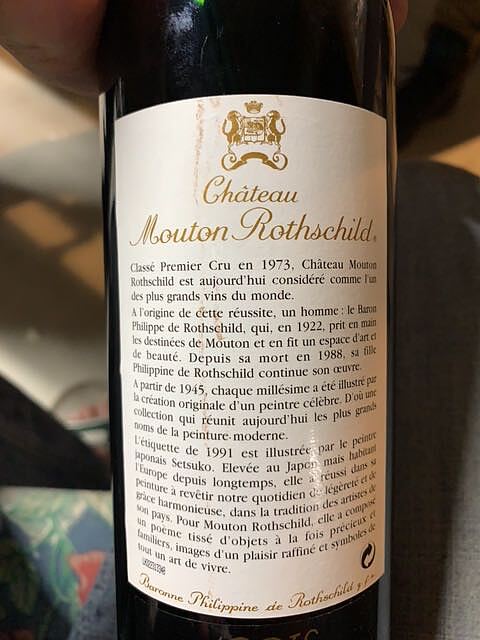 Château
Mouton Rothschild
Classé Premier Cru en 1973, Château Mouton
Rothschild est aujourd'hui considéré comme l'un
des plus grands vins du monde.
A l'origine de cette réussite, un homme : le Baron
Philippe de Rothschild, qui, en 1922, prit en main
les destinées de Mouton et en fit un espace d'art et
de beauté. Depuis sa mort en 1988, sa fille
Philippine de Rothschild continue son œuvre.
A partir de 1945, chaque millésime a été illustré par
la création originale d'un peintre célèbre. D'où une
collection qui réunit aujourd'hui les plus grands
noms de la peinture moderne.
L'étiquette de 1991 est illustrée par le peintre
japonais Setsuko. Elevée au Japon mais habitant
l'Europe depuis longtemps, elle a réussi dans sa
peinture à revêtir notre quotidien de légèreté et de
grâce harmonieuse, dans la tradition des artistes de
son pays. Pour Mouton Rothschild, elle a composé
un poème tissé d'objets à la fois précieux et
familiers, images d'un plaisir raffiné et symboles de
tout un art de vivre.
Baronne Philippine de Rothschild g.f.a.